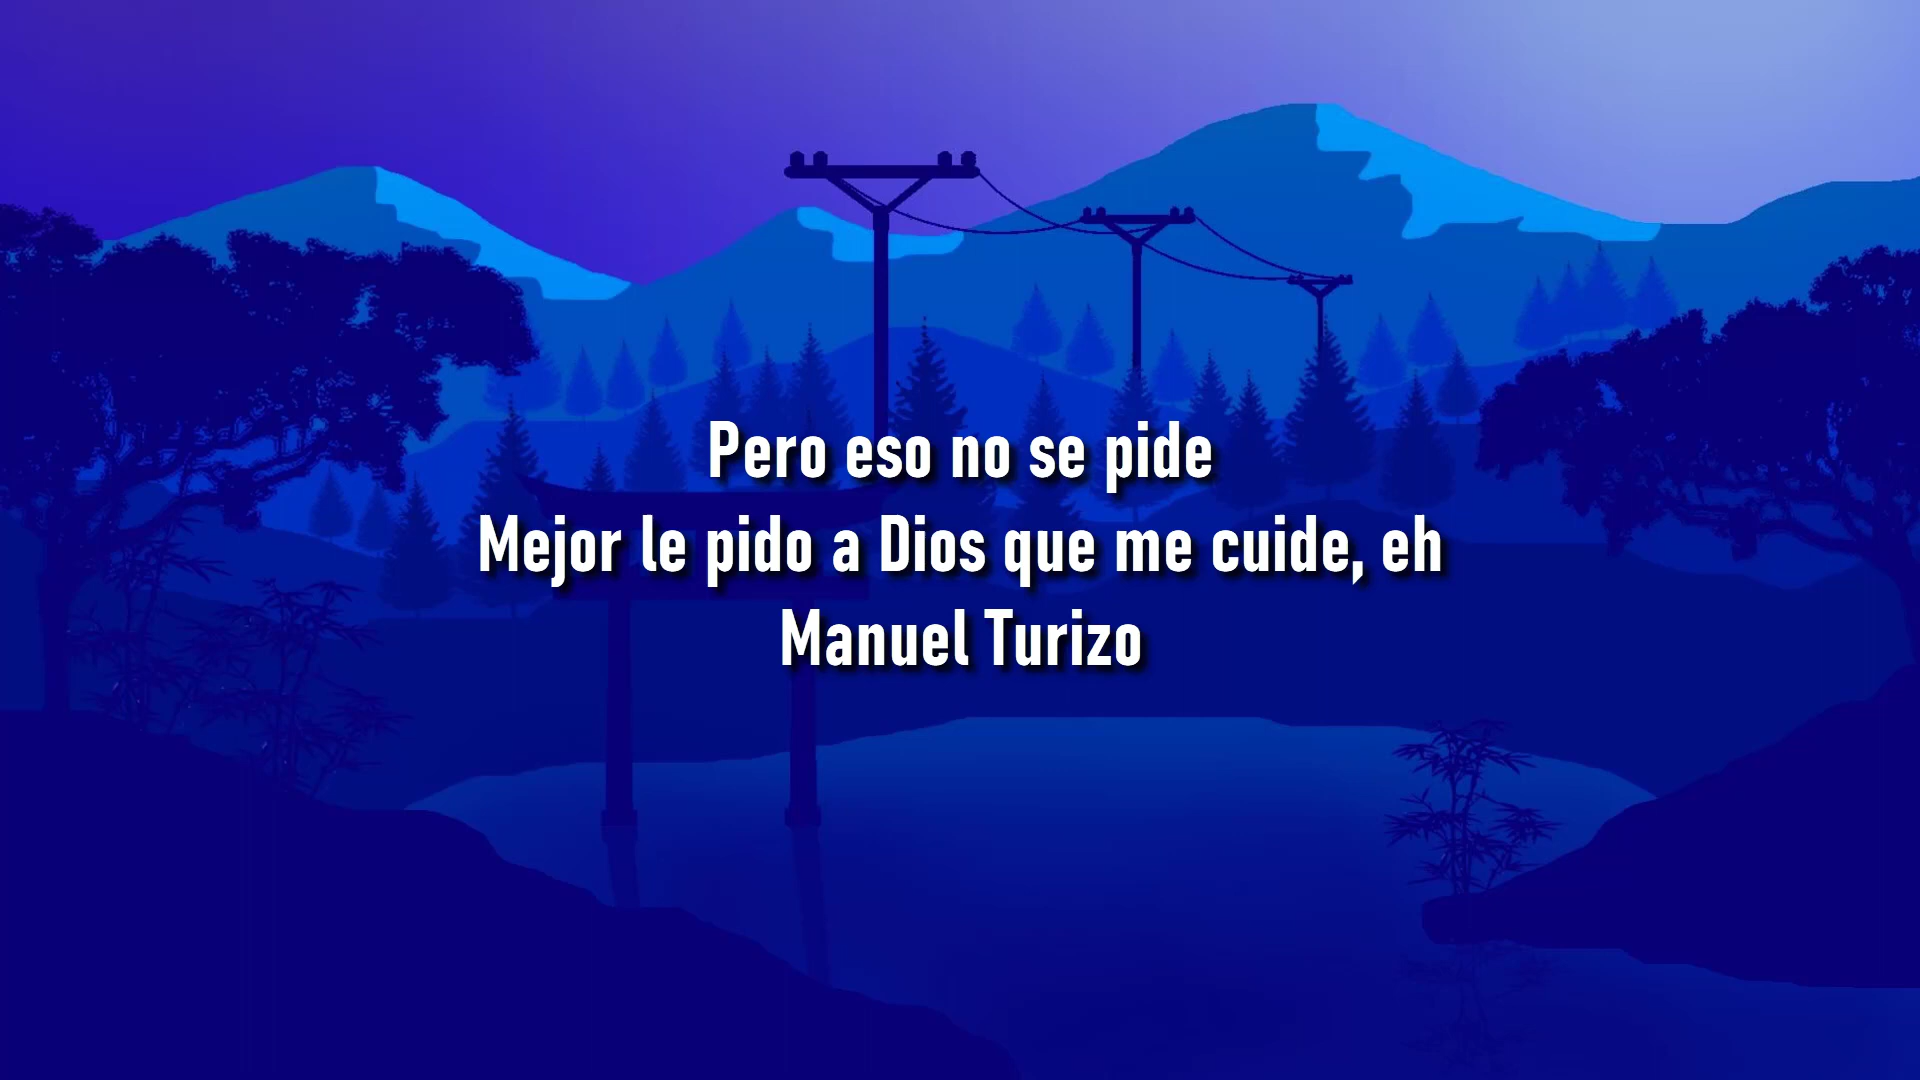 Pero eso no se pide
Mejor le pido a Dios que me cuide, eh
Manuel Turizo